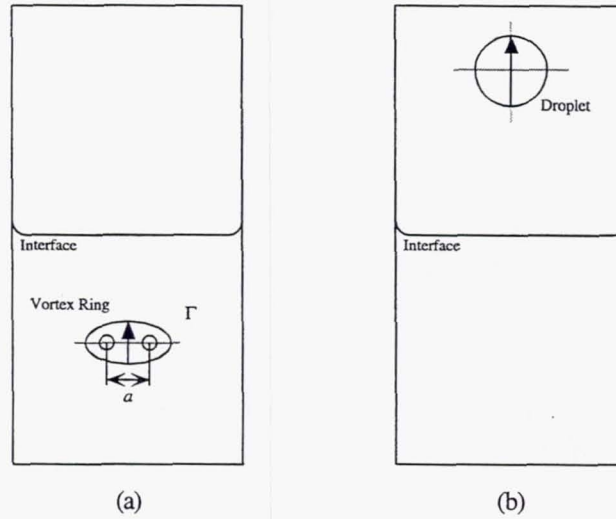 Droplet
Interface
Interface
Vortex Ring
Γ
a
(a)
(b)